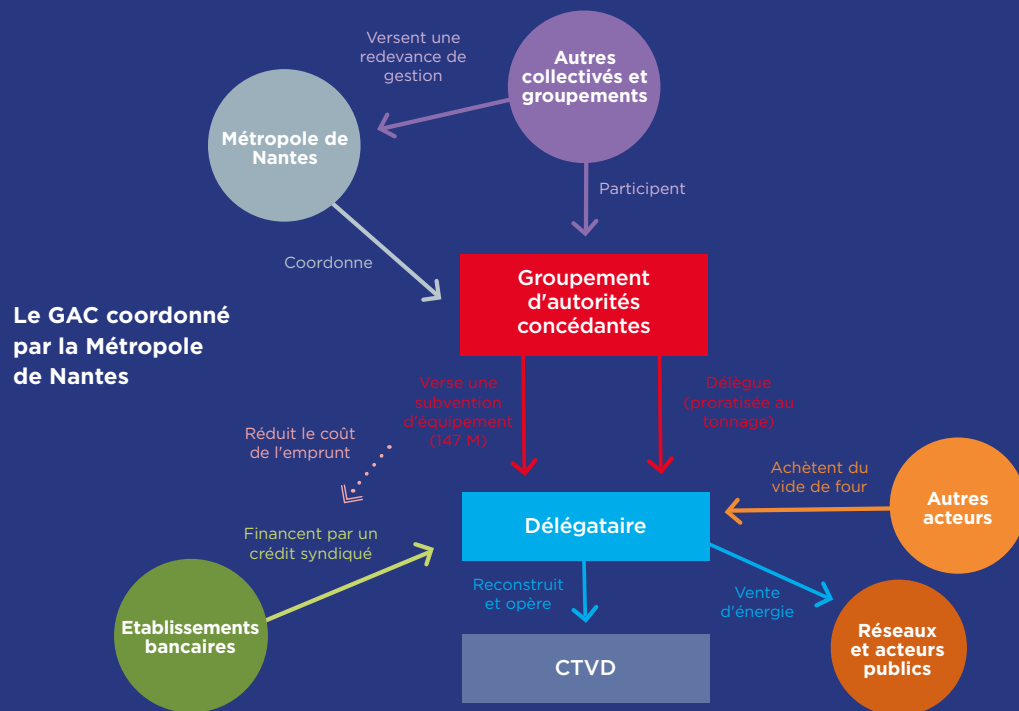 Versent une
redevance de
gestion
Autres
collectivés et
groupements
Métropole de
Nantes
Participent
Coordonne
Groupement
d'autorités
concédantes
Le GAC coordonné
par la Métropole
de Nantes
Verse une
subvention
d'équipement
(147 M)
Délègue
(proratisée au
tonnage)
Réduit le coût
de l'emprunt
Achètent du
vide de four
Autres
acteurs
Délégataire
Financent par un
crédit syndiqué
Reconstruit
et opère
Vente
d'énergie
Etablissements
bancaires
Réseaux
et acteurs
publics
CTVD